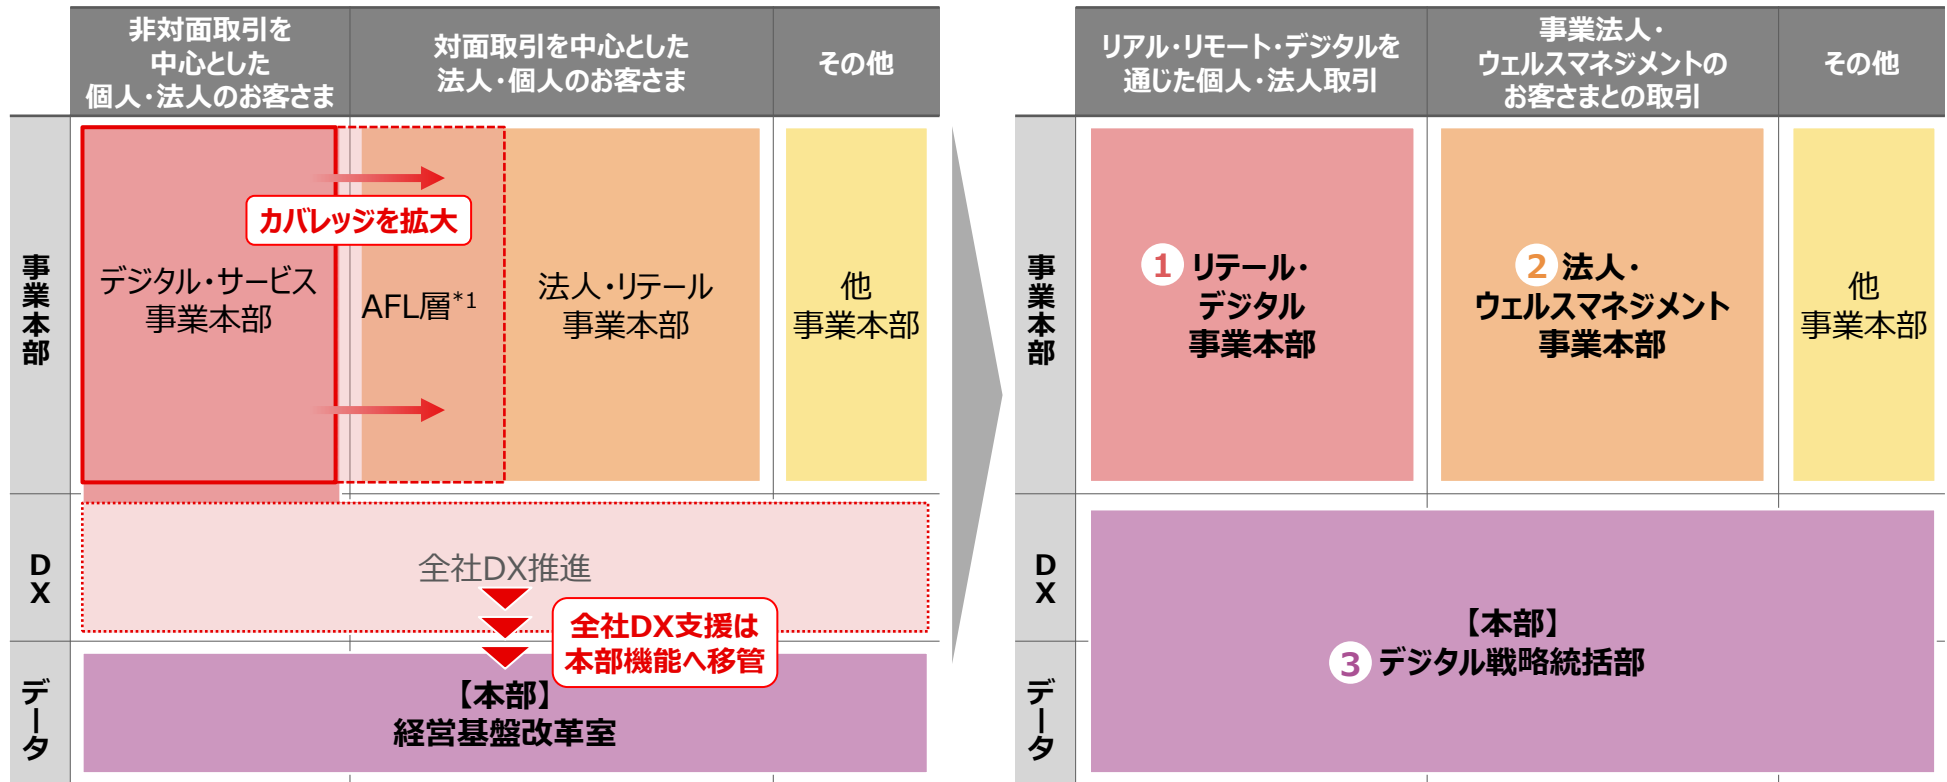 非対面取引を
中心とした
個人・法人のお客さま
対面取引を中心とした
法人・個人のお客さま
その他
事業本部
デジタル・サービス
事業本部
カバレッジを拡大
AFL層*1
法人・リテール
事業本部
他
事業本部
DX
全社DX推進
全社DX支援は
本部機能へ移管
データ
【本部】
経営基盤改革室
リアル・リモート・デジタルを
通じた個人・法人取引
事業法人・
ウェルスマネジメントの
お客さまとの取引
その他
事業本部
1 リテール・
デジタル
事業本部
2 法人・
ウェルスマネジメント
事業本部
他
事業本部
DX
データ
【本部】
3 デジタル戦略統括部